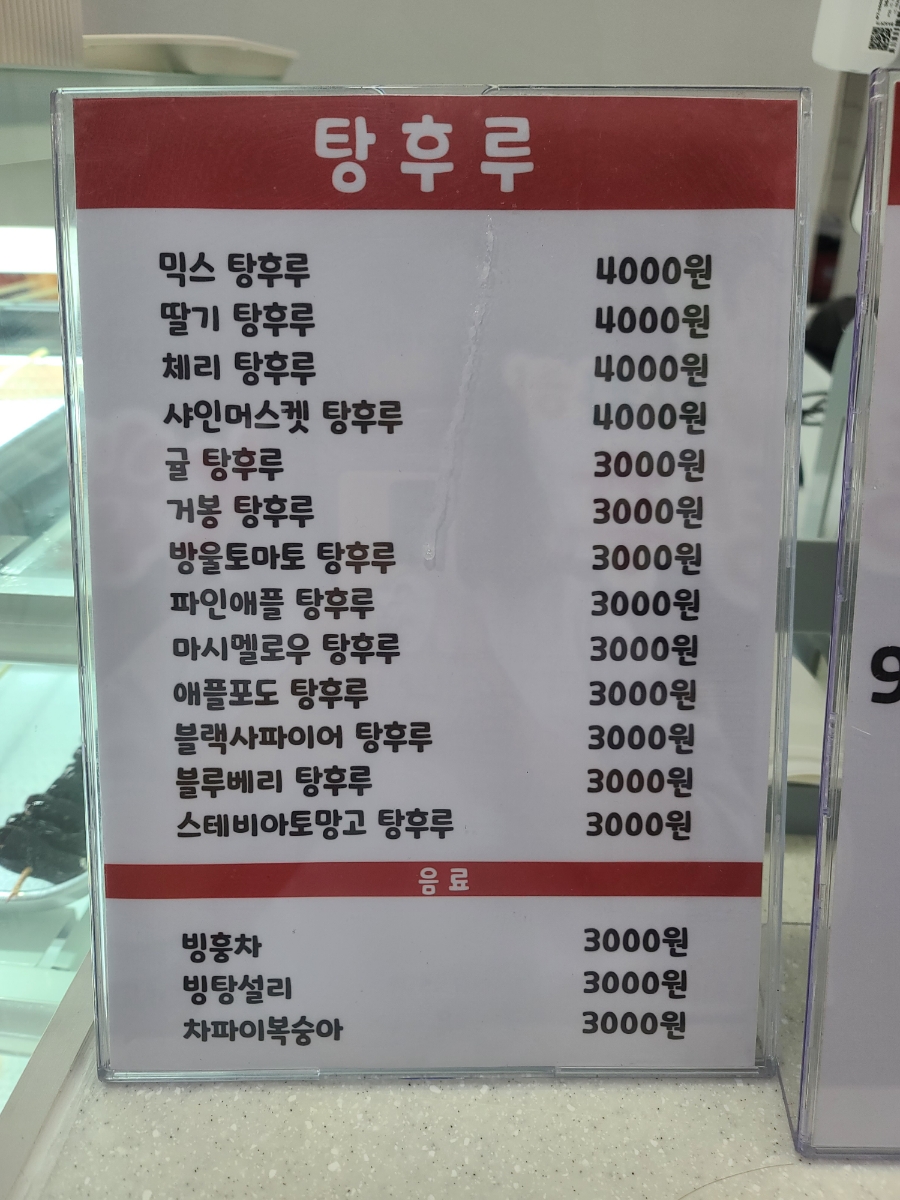 탕후루
믹스 탕후루 4000원
딸기 탕후루 4000원
체리 탕후루 4000원
샤인머스켓 탕후루 4000원
귤 탕후루 3000원
거봉 탕후루 3000원
방울토마토 탕후루 3000원
파인애플 탕후루 3000원
마시멜로우 탕후루 3000원
애플포도 탕후루 3000원
블랙사파이어 탕후루 3000원
블루베리 탕후루 3000원
스테비아토망고 탕후루 3000원
음료
빙홍차 3000원
빙탕설리 3000원
차파이복숭아 3000원
9